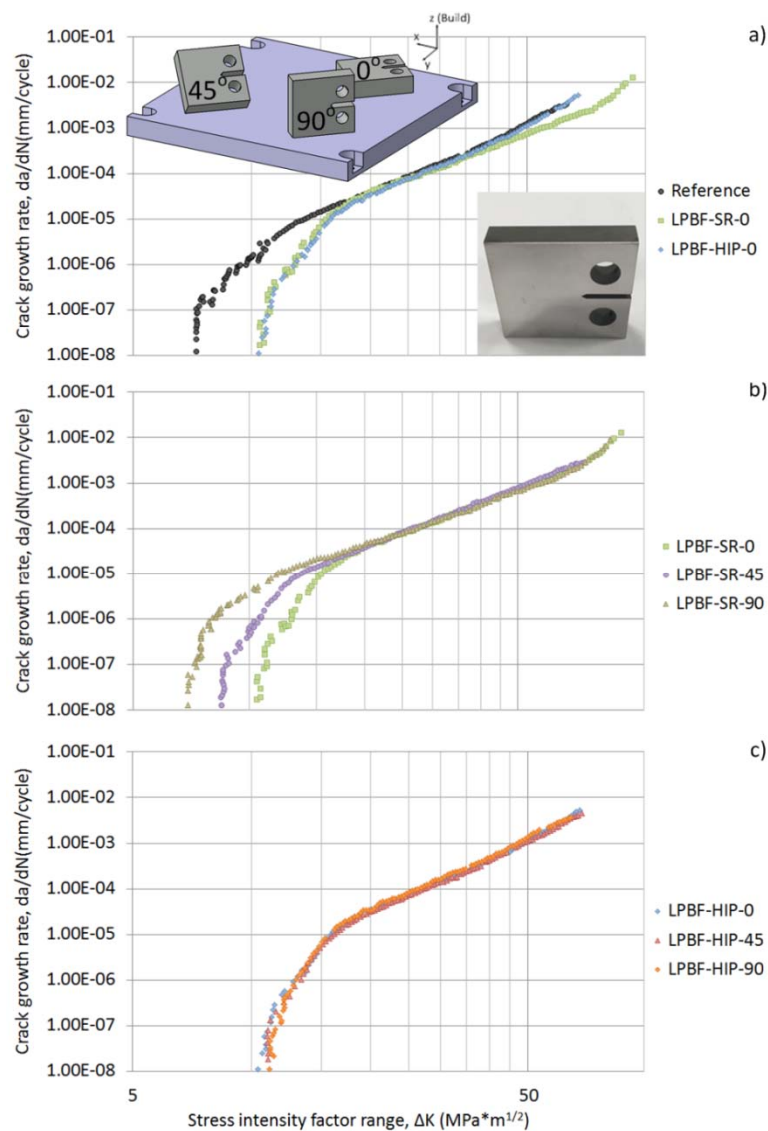 a)
z (Build)
x
y
45°
90°
0°
Crack growth rate, da/dN(mm/cycle)
1.00E-01
1.00E-02
1.00E-03
1.00E-04
1.00E-05
1.00E-06
1.00E-07
1.00E-08
Reference
LPBF-SR-0
LPBF-HIP-0
b)
Crack growth rate, da/dN(mm/cycle)
1.00E-01
1.00E-02
1.00E-03
1.00E-04
1.00E-05
1.00E-06
1.00E-07
1.00E-08
LPBF-SR-0
LPBF-SR-45
LPBF-SR-90
c)
Crack growth rate, da/dN(mm/cycle)
1.00E-01
1.00E-02
1.00E-03
1.00E-04
1.00E-05
1.00E-06
1.00E-07
1.00E-08
LPBF-HIP-0
LPBF-HIP-45
LPBF-HIP-90
5
50
Stress intensity factor range, ΔK (MPa*m^1/2)